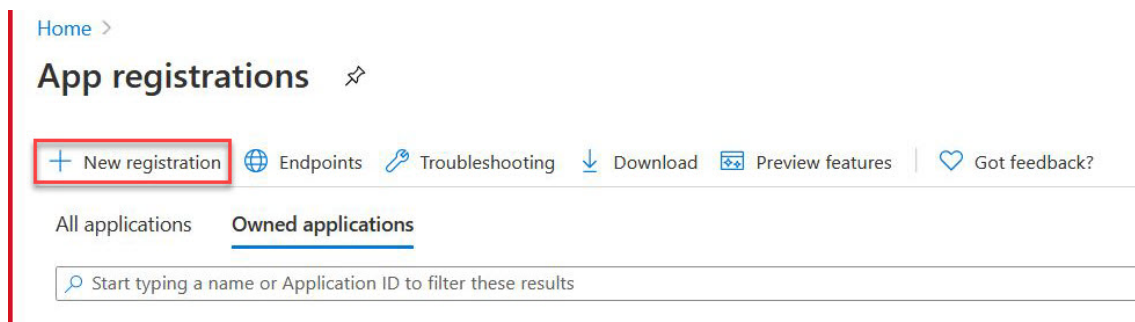 Home >
App registrations
+ New registration Endpoints Troubleshooting Download Preview features Got feedback?
All applications Owned applications
Start typing a name or Application ID to filter these results